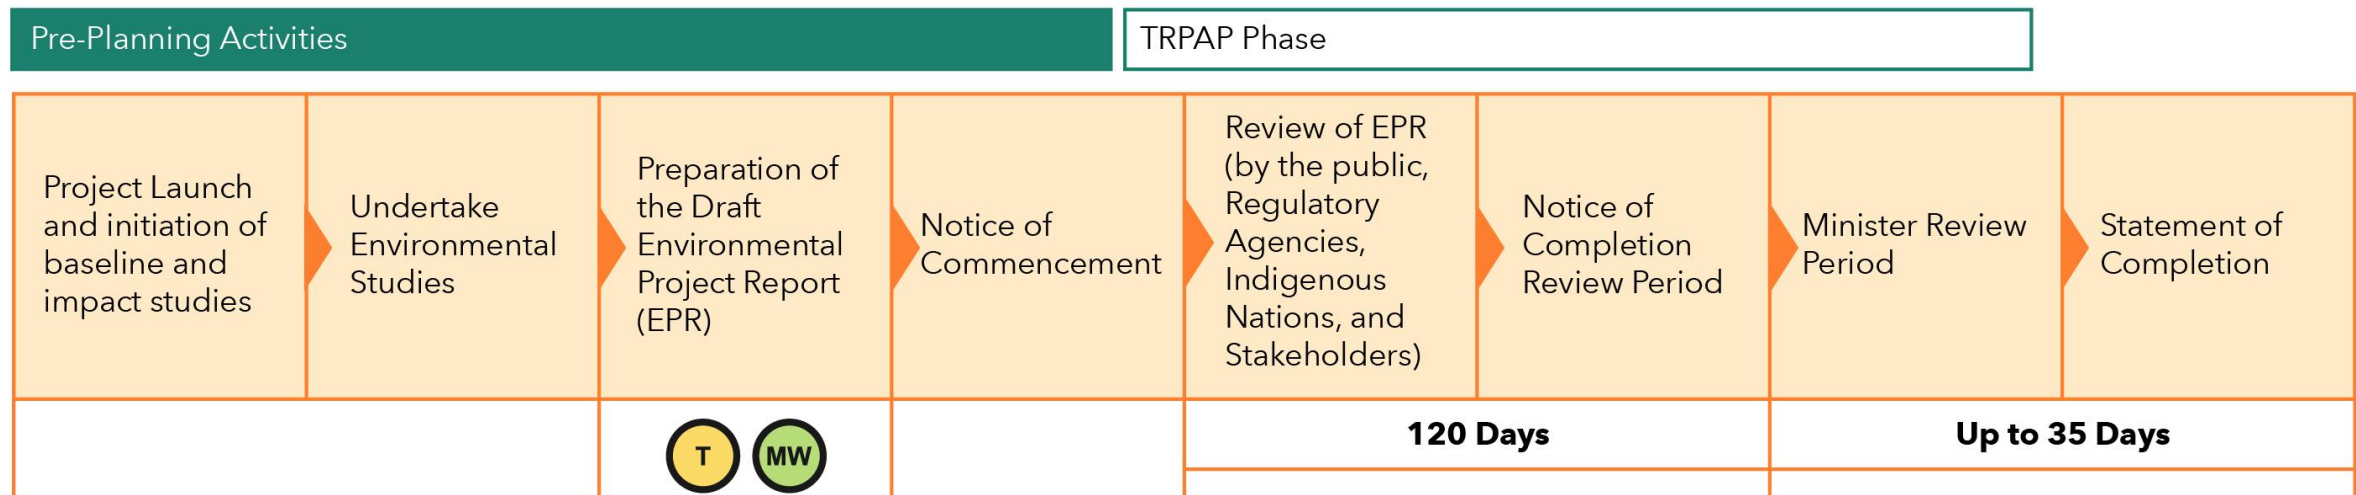 Pre-Planning Activities
TRPAP Phase
Project Launch
and initiation of
baseline and
impact studies
Undertake
Environmental
Studies
Preparation of
the Draft
Environmental
Project Report
(EPR)
Notice of
Commencement
Review of EPR
(by the public,
Regulatory
Agencies,
Indigenous
Nations, and
Stakeholders)
Notice of
Completion
Review Period
Minister Review
Period
Statement of
Completion
T
MW
120 Days
Up to 35 Days